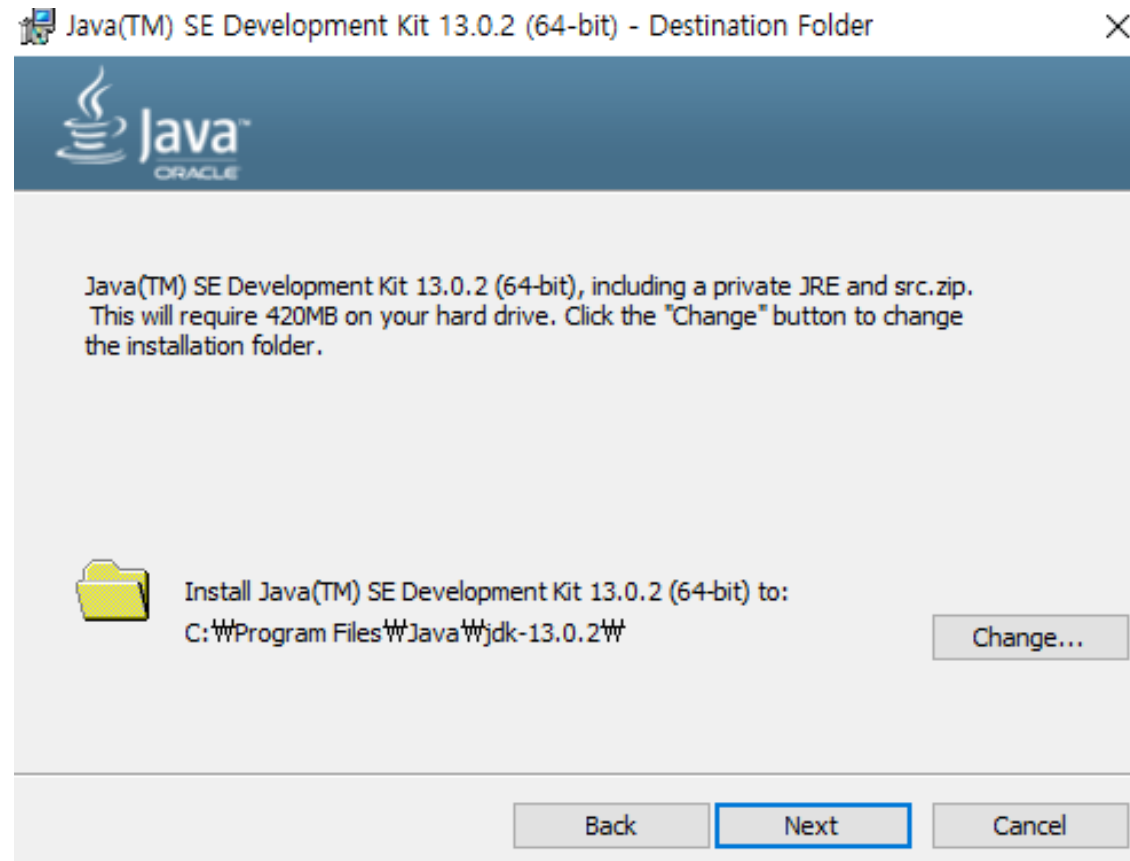 Java(TM) SE Development Kit 13.0.2 (64-bit) - Destination Folder
Java™
ORACLE
Java(TM) SE Development Kit 13.0.2 (64-bit), including a private JRE and src.zip.
This will require 420MB on your hard drive. Click the "Change" button to change
the installation folder.
Install Java(TM) SE Development Kit 13.0.2 (64-bit) to:
C:₩Program Files₩Java₩jdk-13.0.2₩
Change...
Back
Next
Cancel